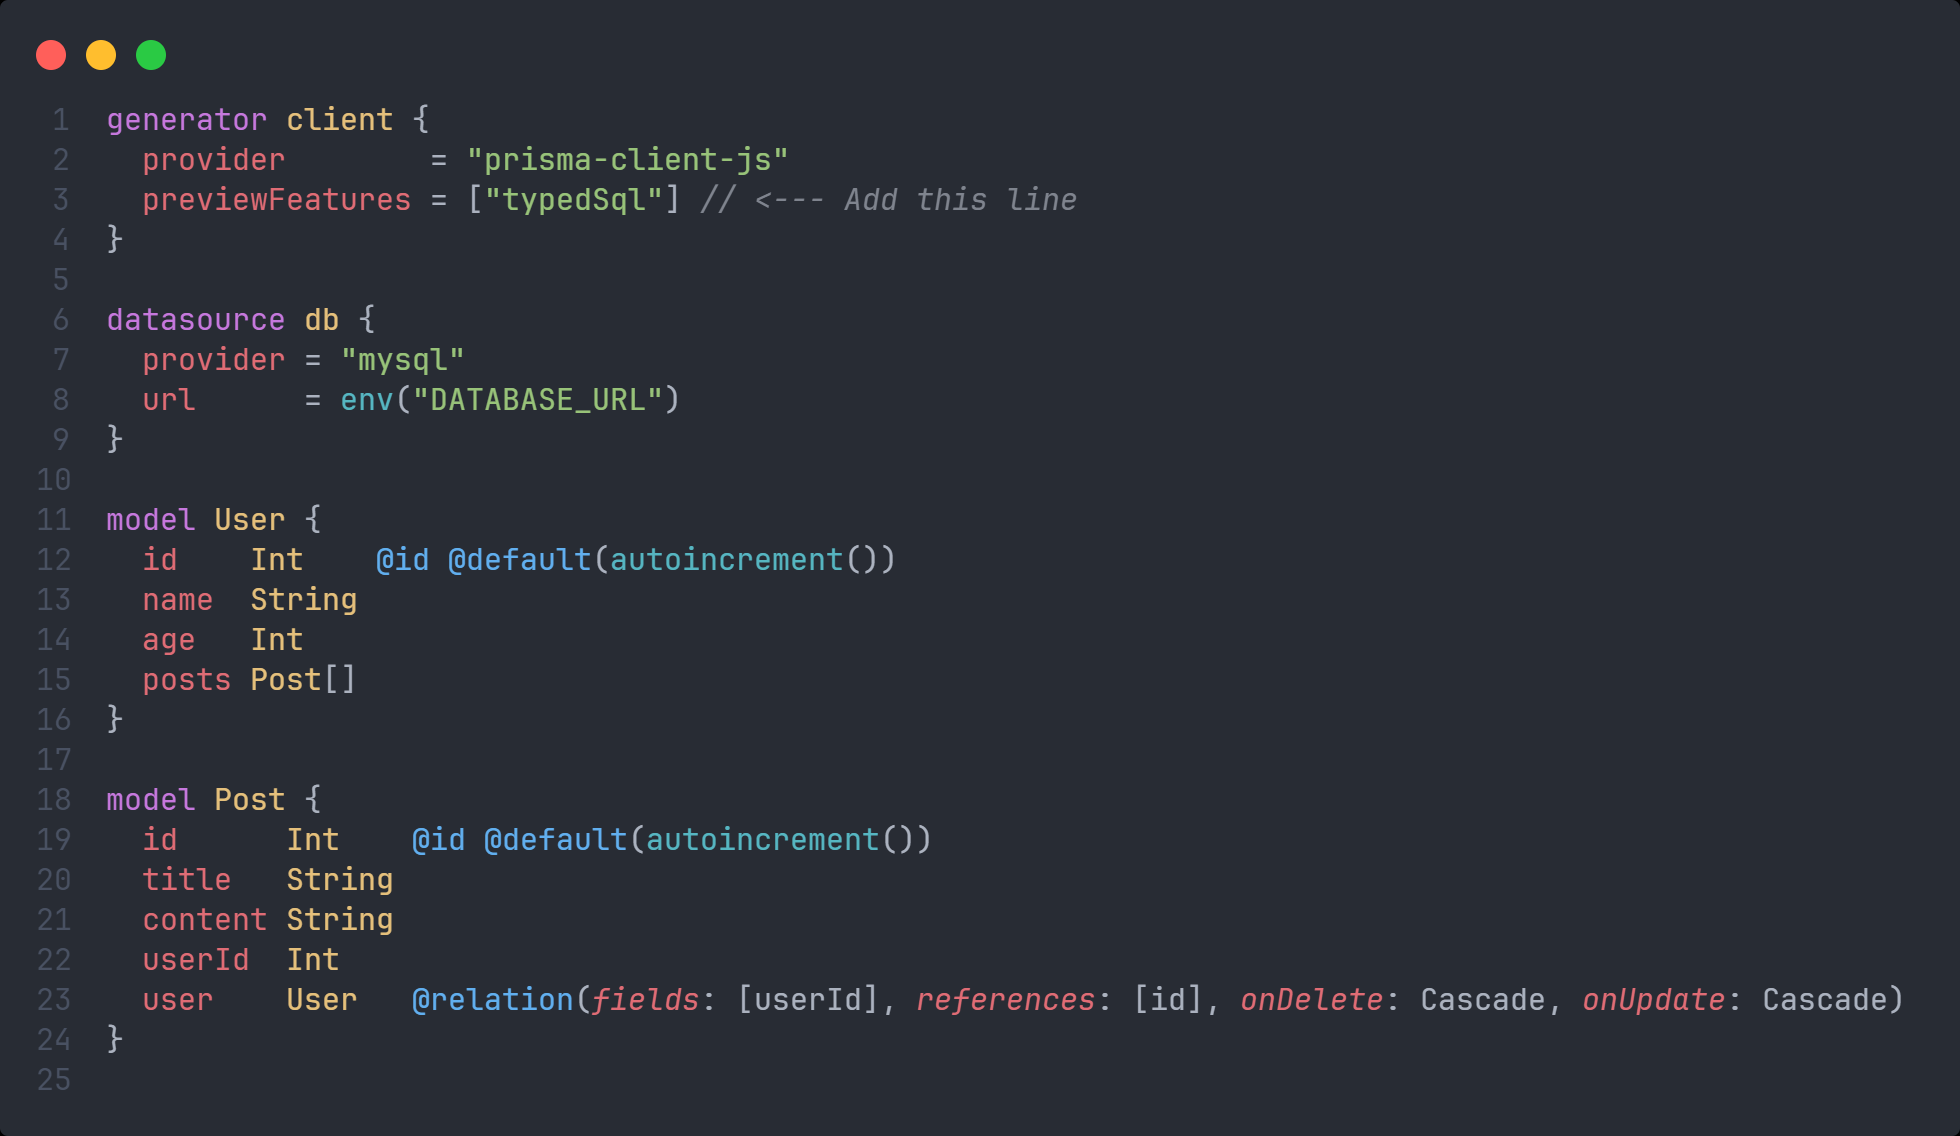 1 generator client {
2   provider        = "prisma-client-js"
3   previewFeatures = ["typedSql"] // <--- Add this line
4 }
5
6 datasource db {
7   provider = "mysql"
8   url      = env("DATABASE_URL")
9 }
10
11 model User {
12   id    Int    @id @default(autoincrement())
13   name  String
14   age   Int
15   posts Post[]
16 }
17
18 model Post {
19   id      Int    @id @default(autoincrement())
20   title   String
21   content String
22   userId  Int
23   user    User   @relation(fields: [userId], references: [id], onDelete: Cascade, onUpdate: Cascade)
24 }
25